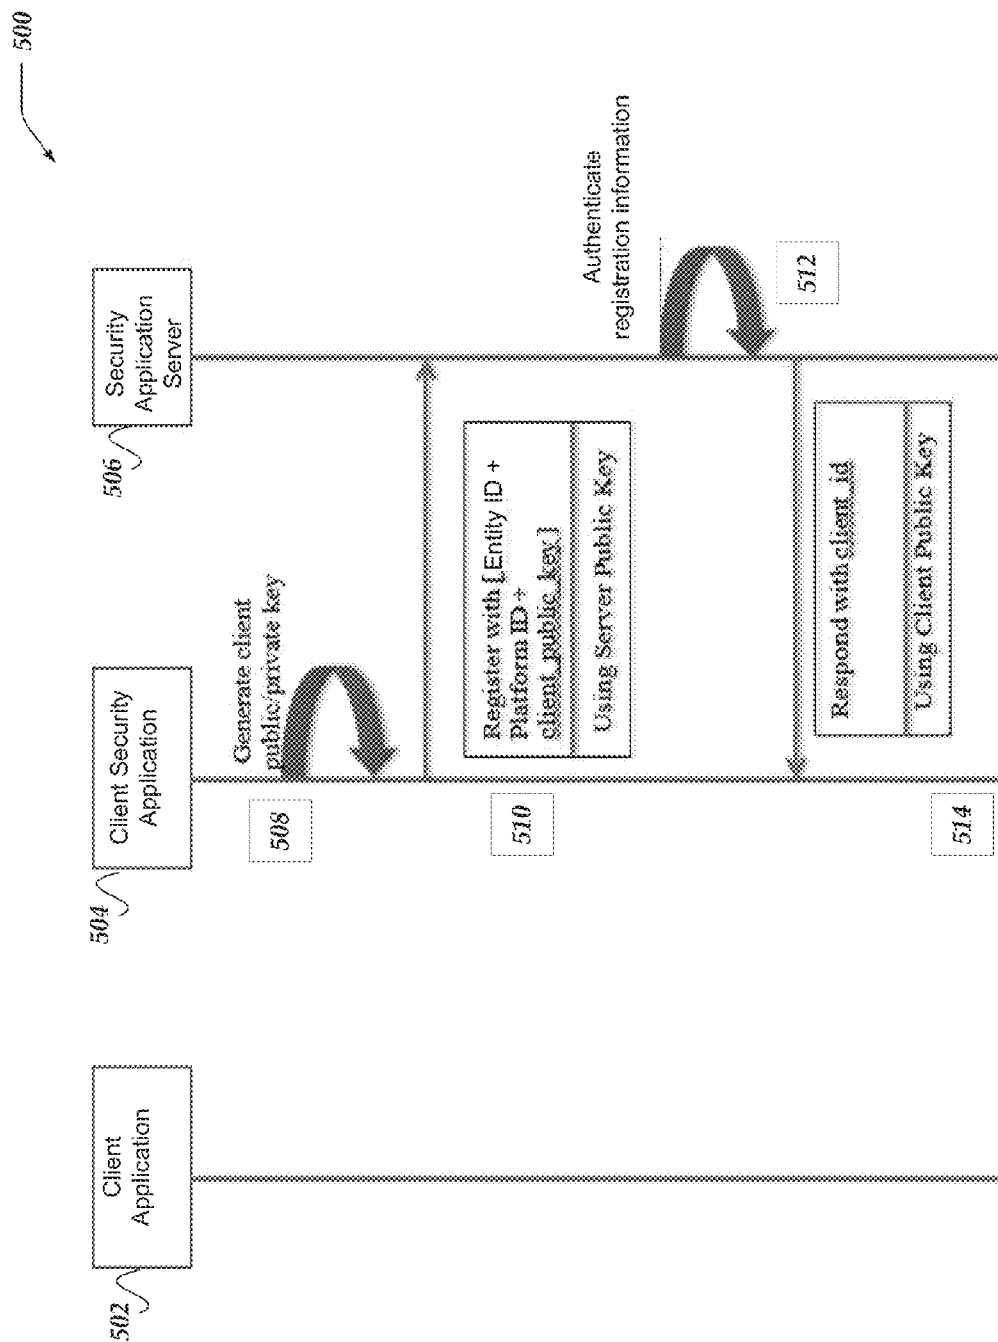 500
Client
Application
502
Client Security
Application
504
Security
Application
Server
506
Generate client
public/private key
508
Register with [Entity ID +
Platform ID +
client_public_key]
Using Server Public Key
510
Authenticate
registration information
512
Respond with client_id
Using Client Public Key
514